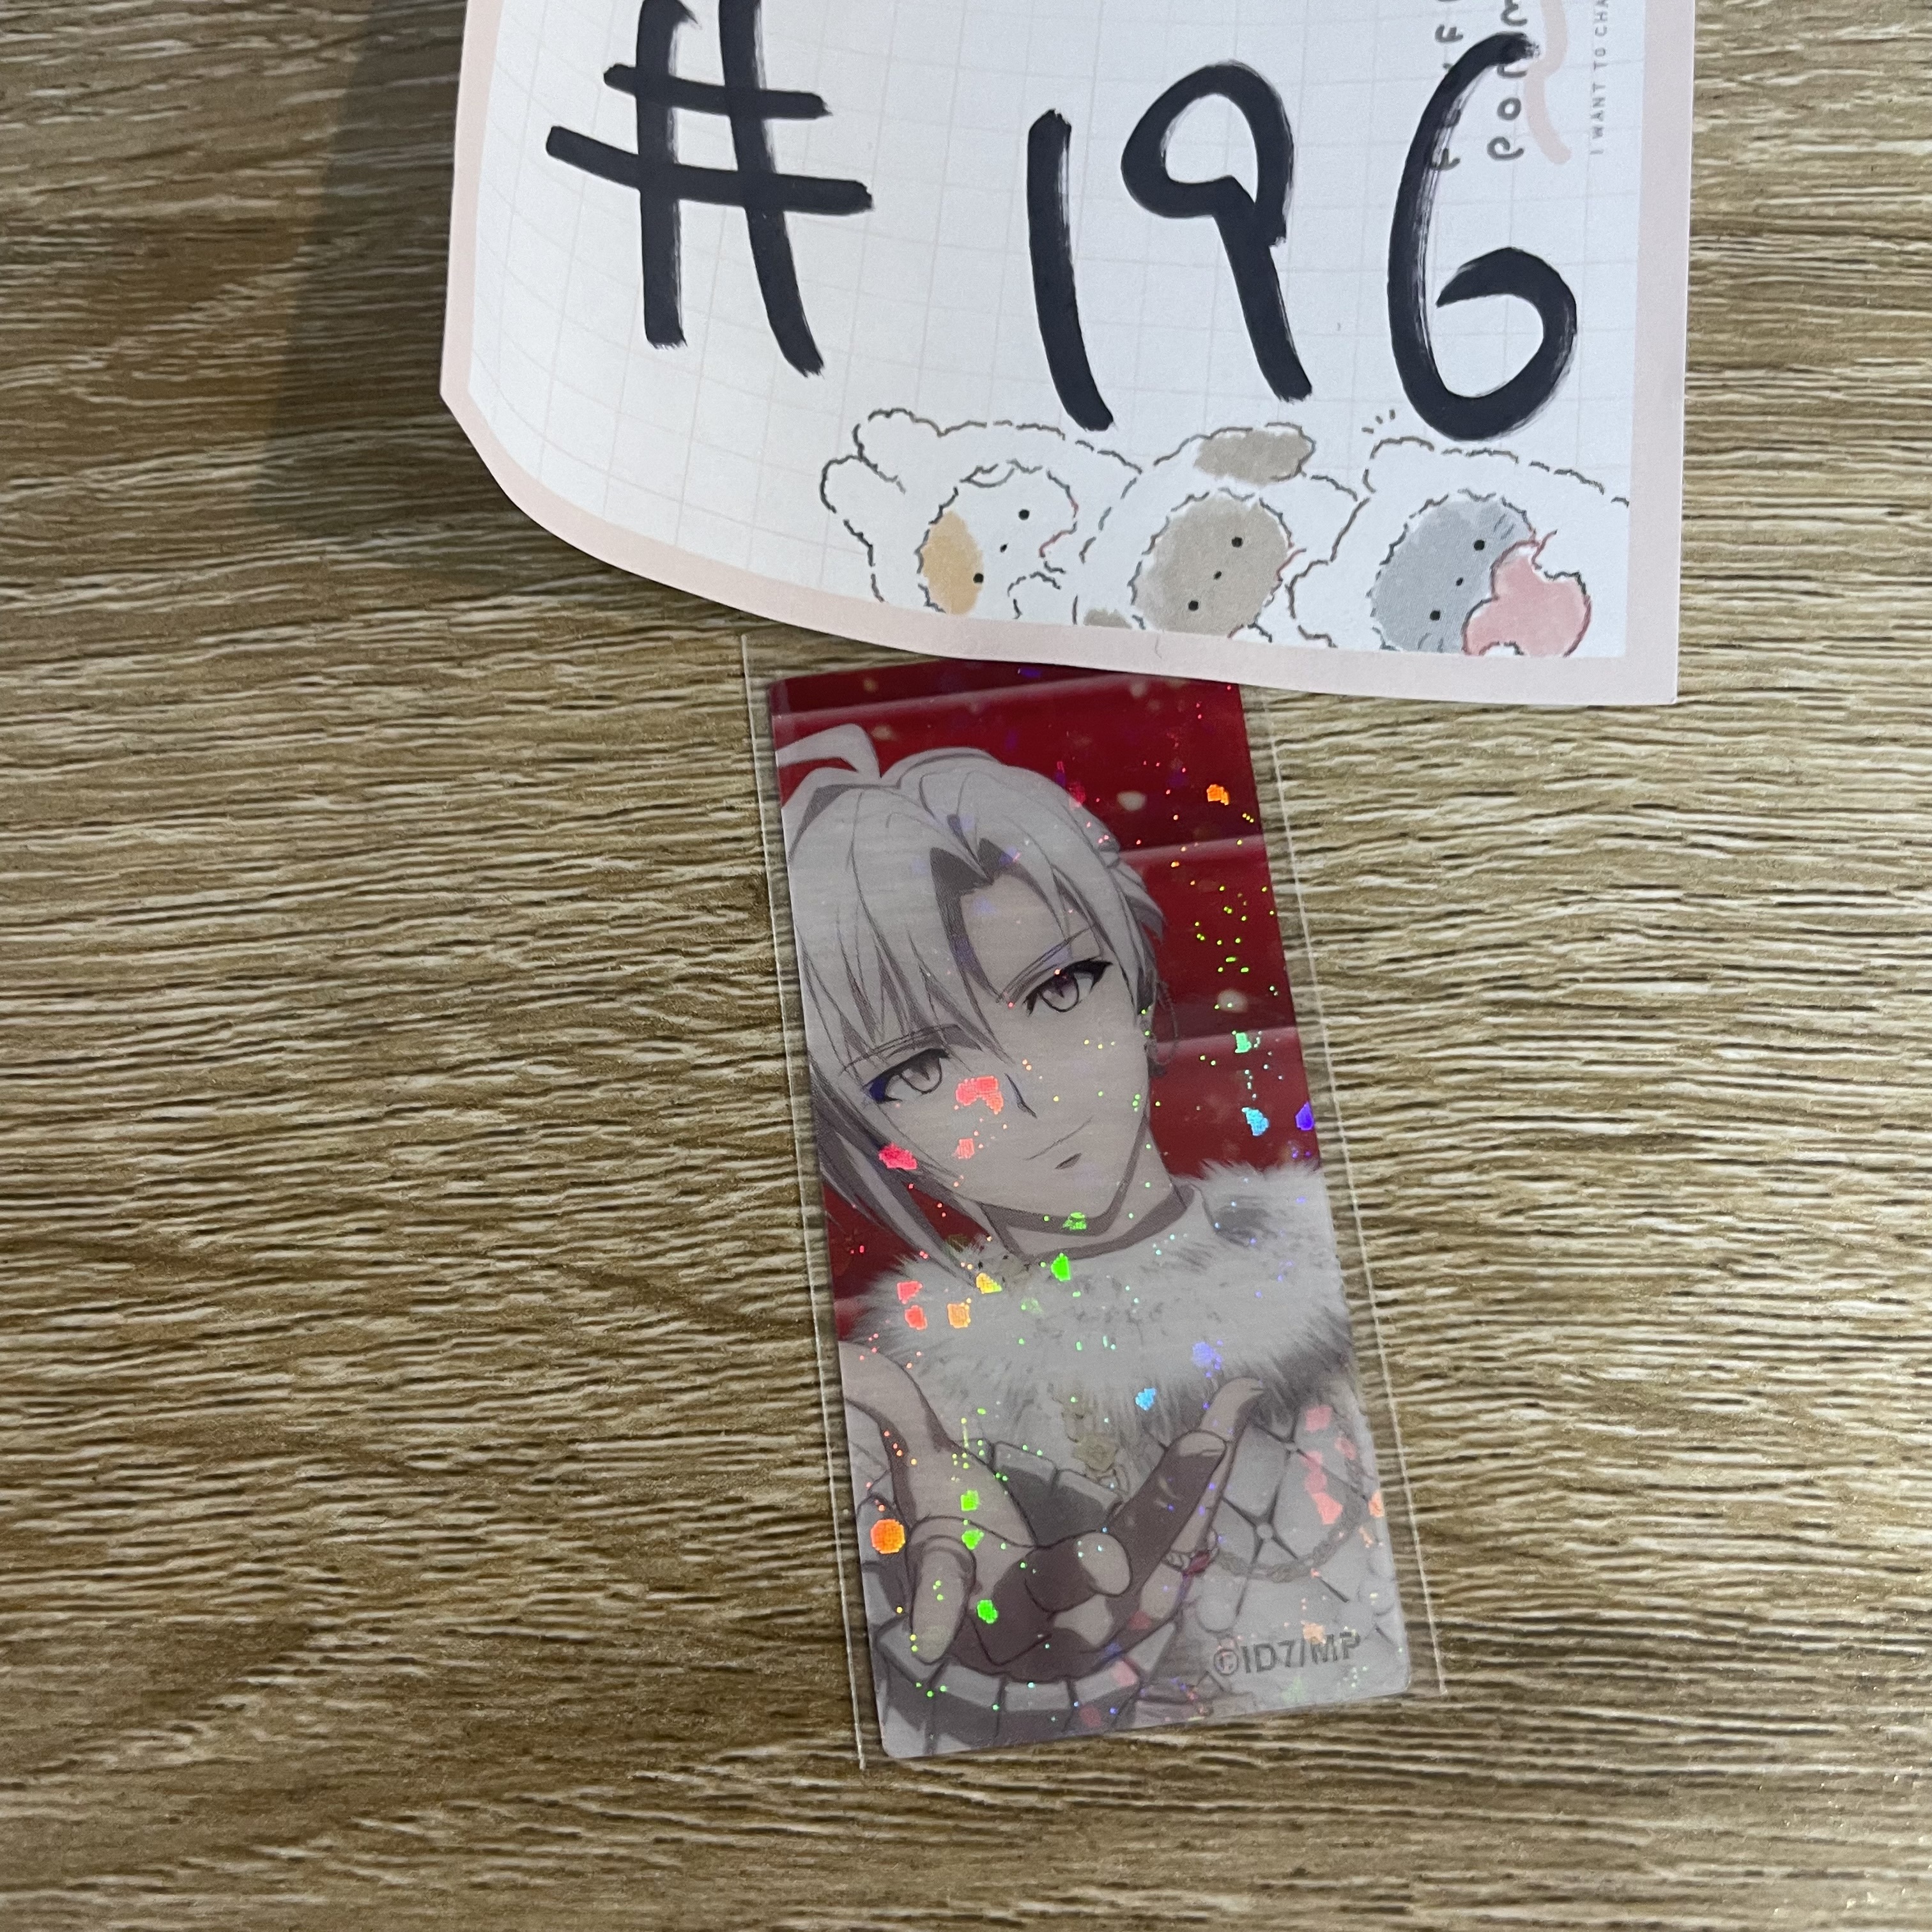 # 196
I WANT TO CHA
©ID7/MP